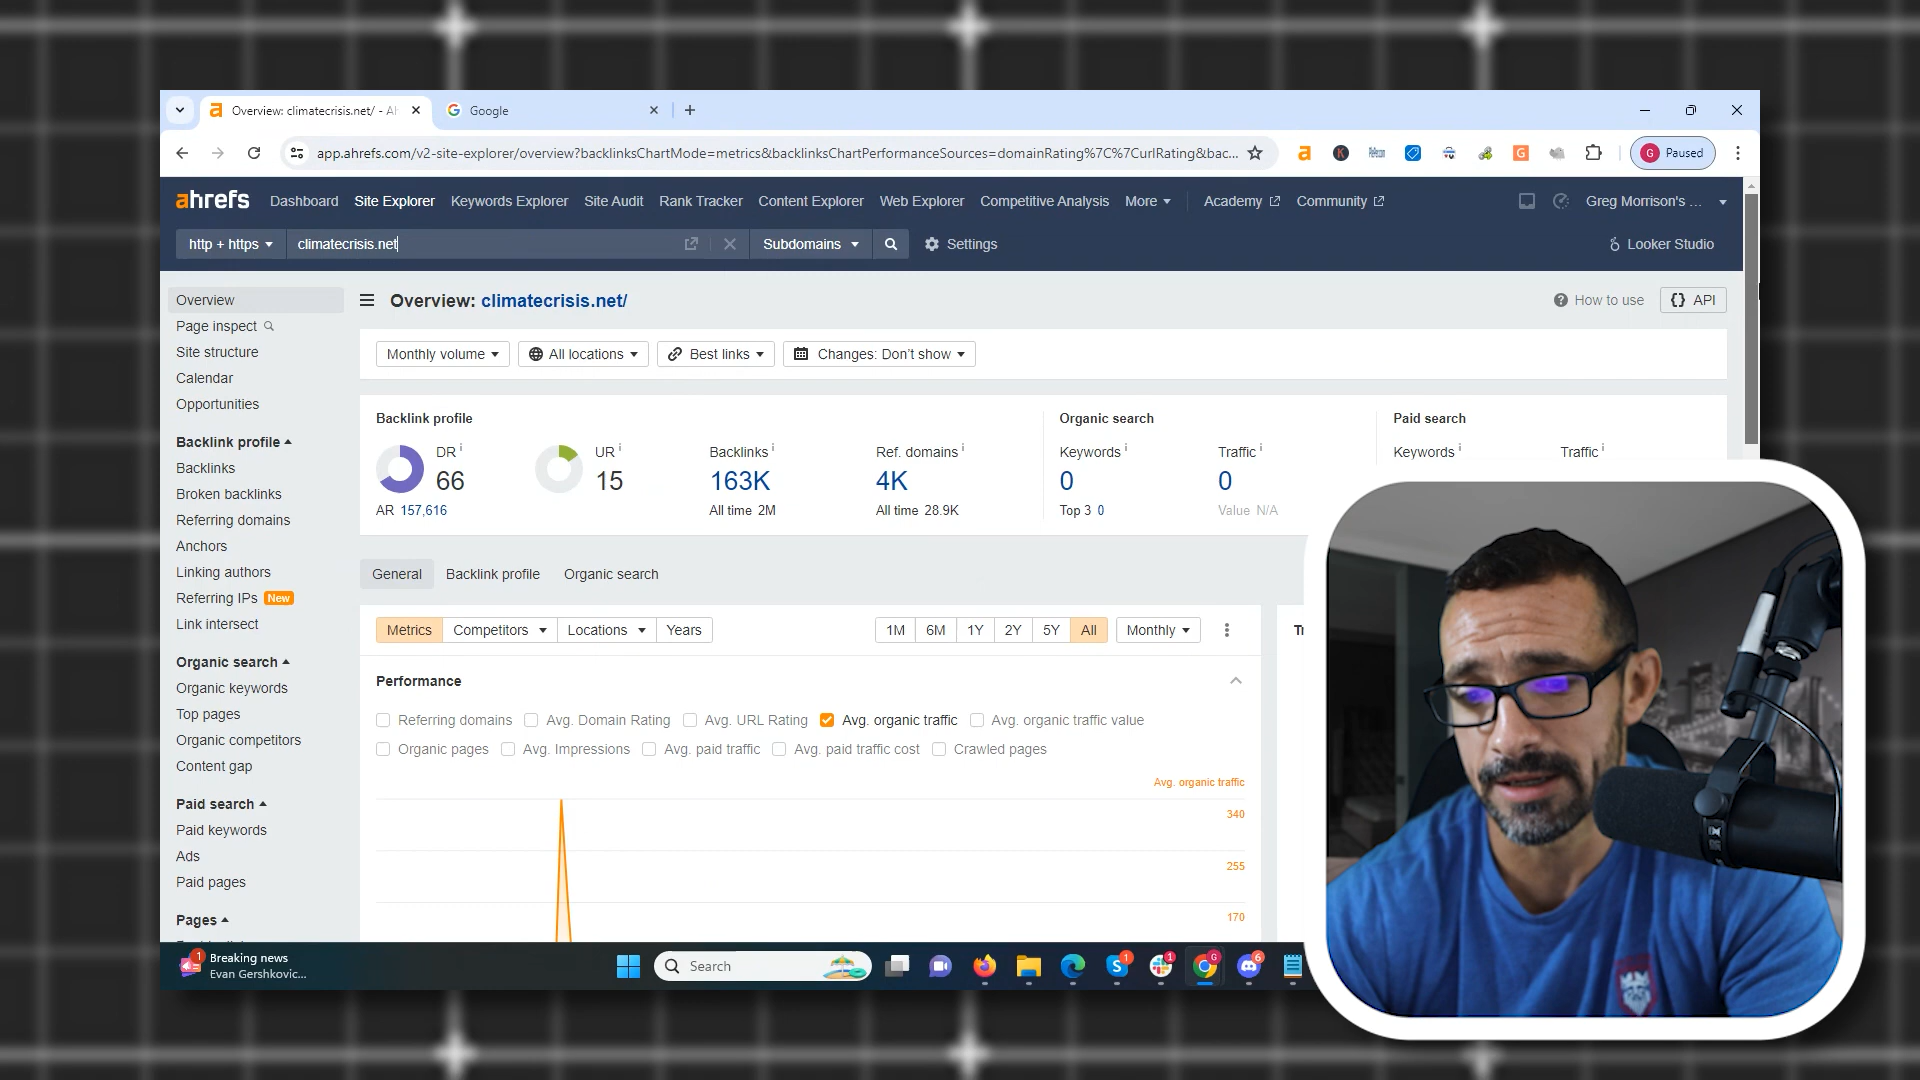 Overview: climatecrisis.net/ - Ah
Google
app.ahrefs.com/v2-site-explorer/overview?backlinksChartMode=metrics&backlinksChartPerformanceSources=domainRating%7C%7CurlRating&bac...
G Paused
ahrefs Dashboard Site Explorer Keywords Explorer Site Audit Rank Tracker Content Explorer Web Explorer Competitive Analysis More Academy Community Greg Morrison's ...
http + https climatecrisis.net Subdomains Settings Looker Studio
Overview
Page inspect
Site structure
Calendar
Opportunities
Backlink profile
Backlinks
Broken backlinks
Referring domains
Anchors
Linking authors
Referring IPs New
Link intersect
Organic search
Organic keywords
Top pages
Organic competitors
Content gap
Paid search
Paid keywords
Ads
Paid pages
Pages
Overview: climatecrisis.net/ How to use API
Monthly volume All locations Best links Changes: Don't show
Backlink profile Organic search Paid search
DR UR Backlinks Ref. domains Keywords Traffic Keywords Traffic
66 15 163K 4K 0 0
AR 157,616 All time 2M All time 28.9K Top 3 0 Value N/A
General Backlink profile Organic search
Metrics Competitors Locations Years 1M 6M 1Y 2Y 5Y All Monthly
Performance
Referring domains Avg. Domain Rating Avg. URL Rating Avg. organic traffic Avg. organic traffic value
Organic pages Avg. Impressions Avg. paid traffic Avg. paid traffic cost Crawled pages
Avg. organic traffic
340
255
170
1 Breaking news
Evan Gershkovic...
Search
1
1
G
6